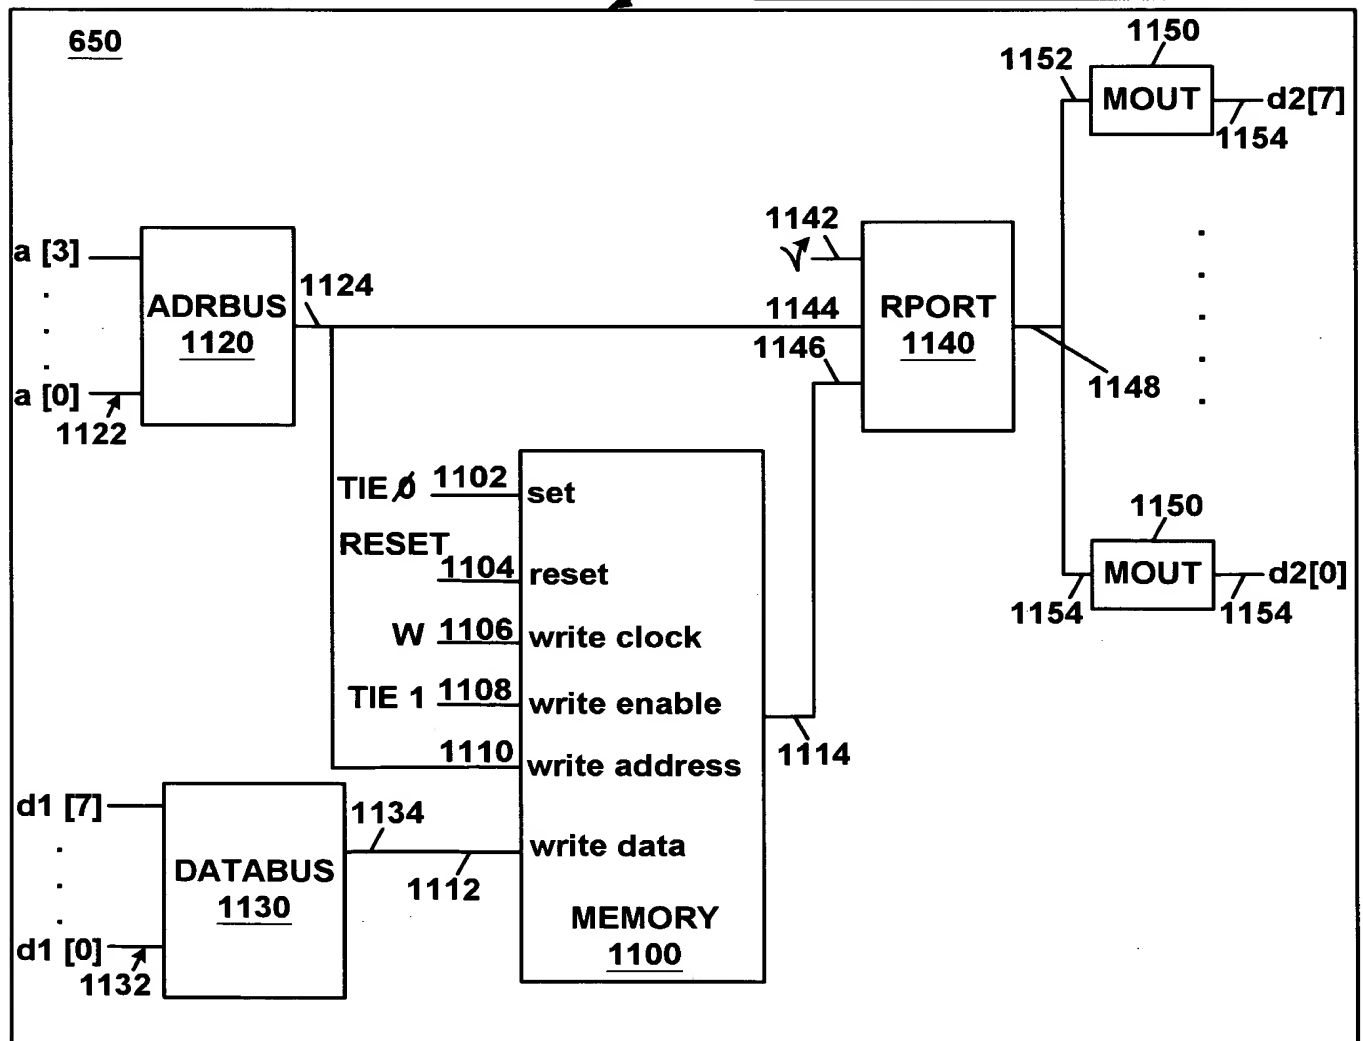 650
1150
1152
MOUT
d2[7]
1154
1142
a [3]
1124
ADRBUS
1120
1144
RPORT
1140
1146
1148
a [0]
1122
TIE 0
1102
set
RESET
1104
reset
W
1106
write clock
TIE 1
1108
write enable
1110
write address
1114
1150
MOUT
d2[0]
1154
1154
d1 [7]
1134
write data
DATABUS
1130
1112
MEMORY
1100
d1 [0]
1132